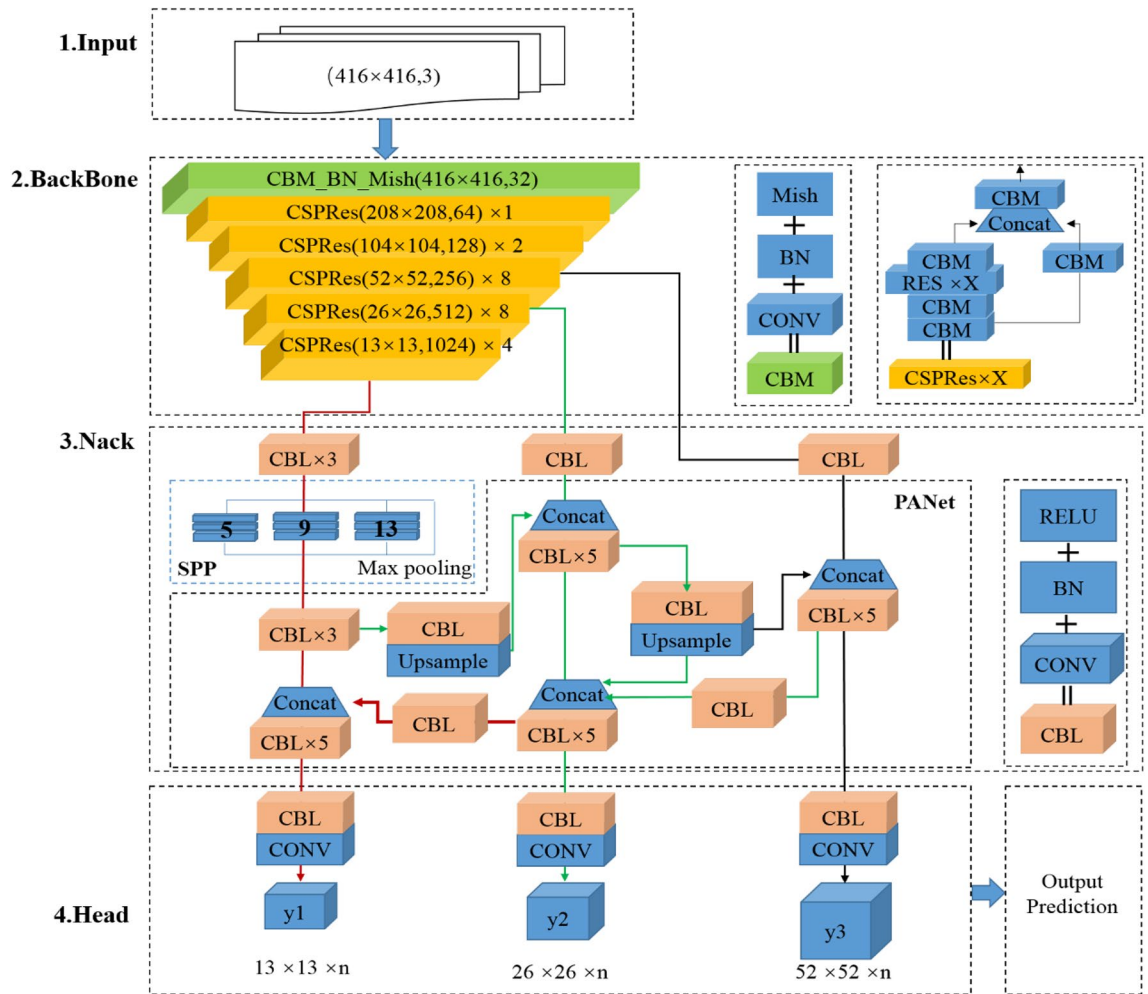 1.Input
(416×416,3)
2.BackBone
CBM_BN_Mish(416×416,32)
CSPRes(208×208,64) ×1
CSPRes(104×104,128) × 2
CSPRes(52×52,256) × 8
CSPRes(26×26,512) × 8
CSPRes(13×13,1024) × 4
Mish
+
BN
+
CONV
CBM
CBM
Concat
CBM
CBM
RES ×X
CBM
CBM
CSPRes×X
3.Nack
CBL×3
CBL
CBL
5
9
13
SPP
Max pooling
PANet
Concat
CBL×5
CBL
Upsample
Concat
CBL×5
CBL×3
CBL
Upsample
Concat
CBL×5
CBL
Concat
CBL×5
CBL
RELU
+
BN
+
CONV
CBL
4.Head
CBL
CONV
y1
13 ×13 ×n
CBL
CONV
y2
26 ×26 ×n
CBL
CONV
y3
52 ×52 ×n
Output
Prediction